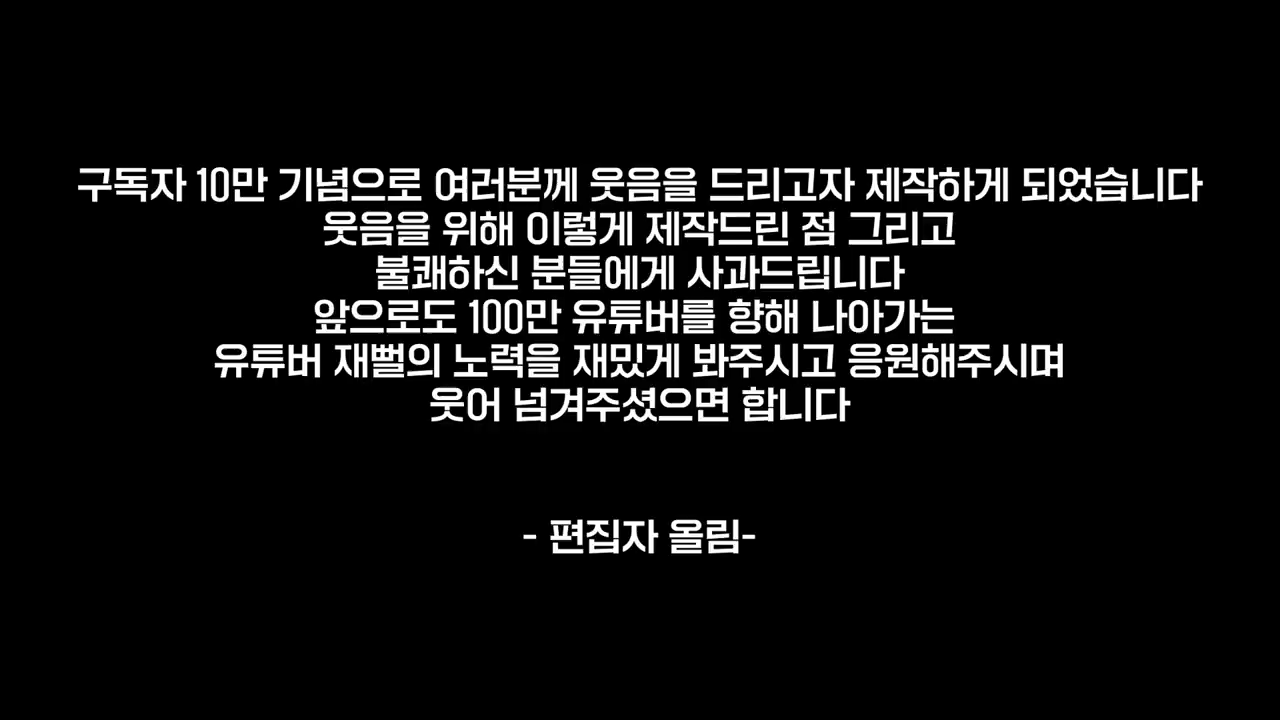 구독자 10만 기념으로 여러분께 웃음을 드리고자 제작하게 되었습니다
웃음을 위해 이렇게 제작드린 점 그리고
불쾌하신 분들에게 사과드립니다
앞으로도 100만 유튜버를 향해 나아가는
유튜버 재뻘의 노력을 재밌게 봐주시고 응원해주시며
웃어 넘겨주셨으면 합니다
- 편집자 올림-